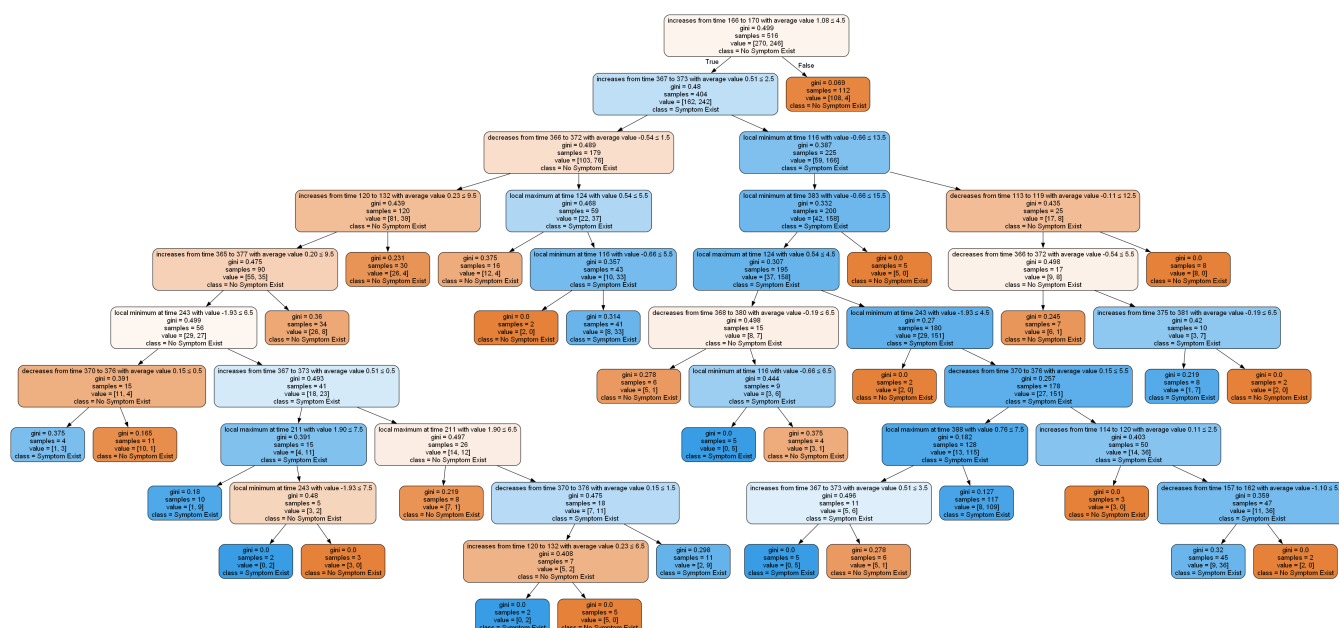 increases from time 166 to 170 with average value 1.08 ≤ 4.5
gini = 0.499
samples = 516
value = [270, 246]
class = No Symptom Exist
True
False
increases from time 367 to 373 with average value 0.51 ≤ 2.5
gini = 0.48
samples = 404
value = [162, 242]
class = Symptom Exist
gini = 0.069
samples = 112
value = [108, 4]
class = No Symptom Exist
decreases from time 366 to 372 with average value -0.54 ≤ 1.5
gini = 0.489
samples = 179
value = [103, 76]
class = No Symptom Exist
local minimum at time 116 with value -0.66 ≤ 13.5
gini = 0.387
samples = 225
value = [59, 166]
class = Symptom Exist
increases from time 120 to 132 with average value 0.23 ≤ 9.5
gini = 0.439
samples = 120
value = [81, 39]
class = No Symptom Exist
local maximum at time 124 with value 0.54 ≤ 5.5
gini = 0.468
samples = 59
value = [22, 37]
class = Symptom Exist
local minimum at time 383 with value -0.66 ≤ 15.5
gini = 0.332
samples = 200
value = [42, 158]
class = Symptom Exist
decreases from time 113 to 119 with average value -0.11 ≤ 12.5
gini = 0.435
samples = 25
value = [17, 8]
class = No Symptom Exist
increases from time 365 to 377 with average value 0.20 ≤ 9.5
gini = 0.475
samples = 90
value = [55, 35]
class = No Symptom Exist
gini = 0.231
samples = 30
value = [26, 4]
class = No Symptom Exist
gini = 0.375
samples = 16
value = [12, 4]
class = No Symptom Exist
local minimum at time 116 with value -0.66 ≤ 5.5
gini = 0.357
samples = 43
value = [10, 33]
class = Symptom Exist
local maximum at time 124 with value 0.54 ≤ 4.5
gini = 0.307
samples = 195
value = [37, 158]
class = Symptom Exist
gini = 0.0
samples = 5
value = [5, 0]
class = No Symptom Exist
decreases from time 366 to 372 with average value -0.54 ≤ 5.5
gini = 0.498
samples = 17
value = [9, 8]
class = No Symptom Exist
gini = 0.0
samples = 8
value = [8, 0]
class = No Symptom Exist
local minimum at time 243 with value -1.93 ≤ 6.5
gini = 0.499
samples = 56
value = [29, 27]
class = No Symptom Exist
gini = 0.36
samples = 34
value = [26, 8]
class = No Symptom Exist
gini = 0.0
samples = 2
value = [2, 0]
class = No Symptom Exist
gini = 0.314
samples = 41
value = [8, 33]
class = Symptom Exist
decreases from time 368 to 380 with average value -0.19 ≤ 6.5
gini = 0.498
samples = 15
value = [8, 7]
class = No Symptom Exist
local minimum at time 243 with value -1.93 ≤ 4.5
gini = 0.27
samples = 180
value = [29, 151]
class = Symptom Exist
gini = 0.245
samples = 7
value = [6, 1]
class = No Symptom Exist
increases from time 375 to 381 with average value -0.19 ≤ 6.5
gini = 0.42
samples = 10
value = [3, 7]
class = Symptom Exist
decreases from time 370 to 376 with average value 0.15 ≤ 0.5
gini = 0.391
samples = 15
value = [11, 4]
class = No Symptom Exist
increases from time 367 to 373 with average value 0.51 ≤ 0.5
gini = 0.493
samples = 41
value = [18, 23]
class = Symptom Exist
gini = 0.278
samples = 6
value = [5, 1]
class = No Symptom Exist
local minimum at time 116 with value -0.66 ≤ 6.5
gini = 0.444
samples = 9
value = [3, 6]
class = Symptom Exist
gini = 0.0
samples = 2
value = [2, 0]
class = No Symptom Exist
decreases from time 370 to 376 with average value 0.15 ≤ 5.5
gini = 0.257
samples = 178
value = [27, 151]
class = Symptom Exist
gini = 0.219
samples = 8
value = [1, 7]
class = Symptom Exist
gini = 0.0
samples = 2
value = [2, 0]
class = No Symptom Exist
gini = 0.375
samples = 4
value = [1, 3]
class = Symptom Exist
gini = 0.165
samples = 11
value = [10, 1]
class = No Symptom Exist
local maximum at time 211 with value 1.90 ≤ 7.5
gini = 0.391
samples = 15
value = [4, 11]
class = Symptom Exist
local maximum at time 211 with value 1.90 ≤ 6.5
gini = 0.497
samples = 26
value = [14, 12]
class = No Symptom Exist
gini = 0.0
samples = 5
value = [0, 5]
class = Symptom Exist
gini = 0.375
samples = 4
value = [3, 1]
class = No Symptom Exist
local maximum at time 388 with value 0.76 ≤ 7.5
gini = 0.182
samples = 128
value = [13, 115]
class = Symptom Exist
increases from time 114 to 120 with average value 0.11 ≤ 2.5
gini = 0.403
samples = 50
value = [14, 36]
class = Symptom Exist
gini = 0.18
samples = 10
value = [1, 9]
class = Symptom Exist
local minimum at time 243 with value -1.93 ≤ 7.5
gini = 0.48
samples = 5
value = [3, 2]
class = No Symptom Exist
gini = 0.219
samples = 8
value = [7, 1]
class = No Symptom Exist
decreases from time 370 to 376 with average value 0.15 ≤ 1.5
gini = 0.475
samples = 18
value = [7, 11]
class = Symptom Exist
increases from time 367 to 373 with average value 0.51 ≤ 3.5
gini = 0.496
samples = 11
value = [5, 6]
class = Symptom Exist
gini = 0.127
samples = 117
value = [8, 109]
class = Symptom Exist
gini = 0.0
samples = 3
value = [3, 0]
class = No Symptom Exist
decreases from time 157 to 162 with average value -1.10 ≤ 5
gini = 0.359
samples = 47
value = [11, 36]
class = Symptom Exist
gini = 0.0
samples = 2
value = [0, 2]
class = Symptom Exist
gini = 0.0
samples = 3
value = [3, 0]
class = No Symptom Exist
increases from time 120 to 132 with average value 0.23 ≤ 6.5
gini = 0.408
samples = 7
value = [5, 2]
class = No Symptom Exist
gini = 0.298
samples = 11
value = [2, 9]
class = Symptom Exist
gini = 0.0
samples = 5
value = [0, 5]
class = Symptom Exist
gini = 0.278
samples = 6
value = [5, 1]
class = No Symptom Exist
gini = 0.32
samples = 45
value = [9, 36]
class = Symptom Exist
gini = 0.0
samples = 2
value = [2, 0]
class = No Symptom Exist
gini = 0.0
samples = 2
value = [0, 2]
class = Symptom Exist
gini = 0.0
samples = 5
value = [5, 0]
class = No Symptom Exist